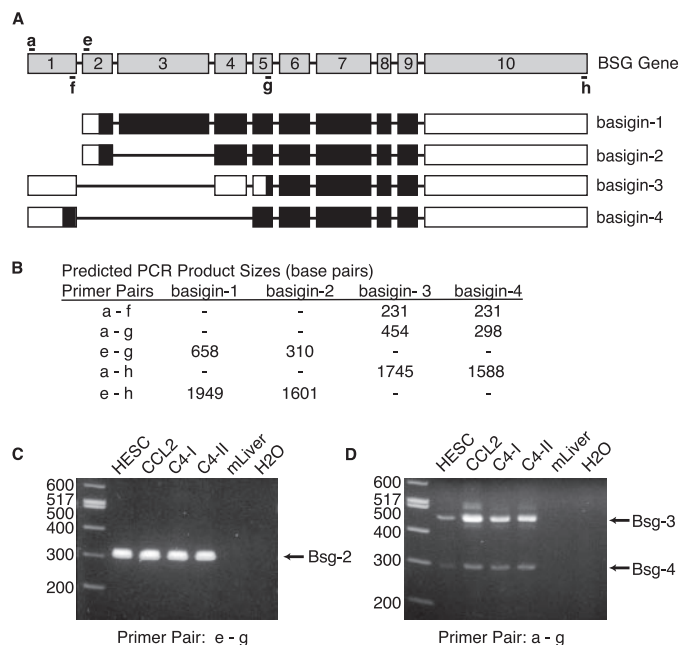 A
a
e
1 2 3 4 5 6 7 8 9 10 BSG Gene
f
g
h
basigin-1
basigin-2
basigin-3
basigin-4
B Predicted PCR Product Sizes (base pairs)
Primer Pairs basigin-1 basigin-2 basigin- 3 basigin-4
a - f - - 231 231
a - g - - 454 298
e - g 658 310 - -
a - h - - 1745 1588
e - h 1949 1601 - -
C
HESC CCL2 C4-I C4-II mLiver H2O
600
517
500
400
300
200
Bsg-2
Primer Pair: e - g
D
HESC CCL2 C4-I C4-II mLiver H2O
600
517
500
400
300
200
Bsg-3
Bsg-4
Primer Pair: a - g